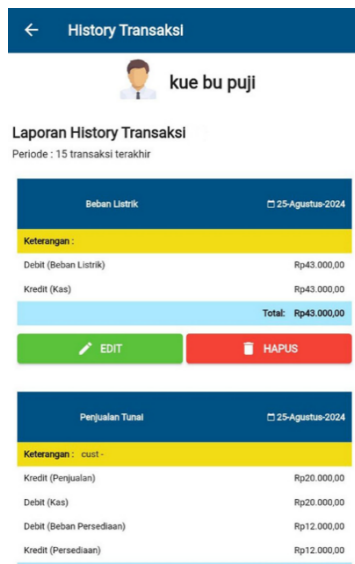 History Transaksi
kue bu puji
Laporan History Transaksi
Periode : 15 transaksi terakhir
Beban Listrik 25-Agustus-2024
Keterangan :
Debit (Beban Listrik) Rp43.000,00
Kredit (Kas) Rp43.000,00
Total: Rp43.000,00
EDIT HAPUS
Penjualan Tunai 25-Agustus-2024
Keterangan : cust -
Kredit (Penjualan) Rp20.000,00
Debit (Kas) Rp20.000,00
Debit (Beban Persediaan) Rp12.000,00
Kredit (Persediaan) Rp12.000,00